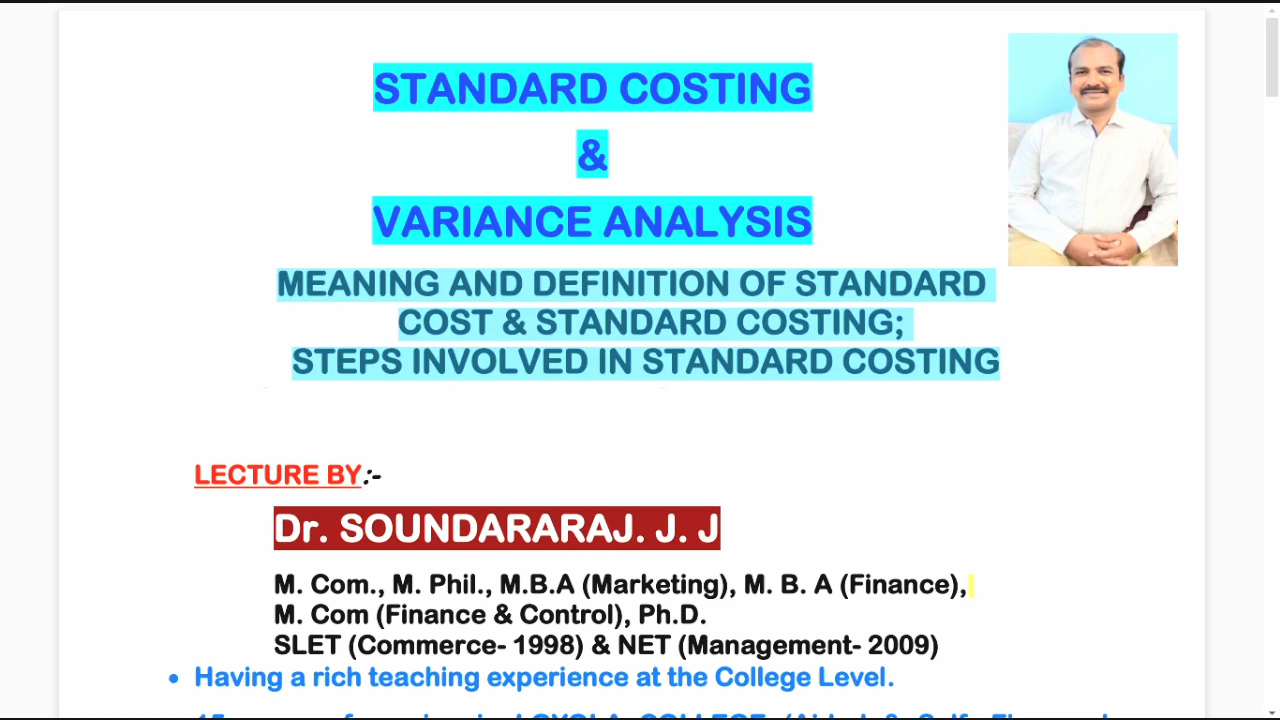 STANDARD COSTING
&
VARIANCE ANALYSIS
MEANING AND DEFINITION OF STANDARD
COST & STANDARD COSTING;
STEPS INVOLVED IN STANDARD COSTING
LECTURE BY:-
Dr. SOUNDARARAJ. J. J
M. Com., M. Phil., M.B.A (Marketing), M. B. A (Finance),
M. Com (Finance & Control), Ph.D.
SLET (Commerce- 1998) & NET (Management- 2009)
• Having a rich teaching experience at the College Level.